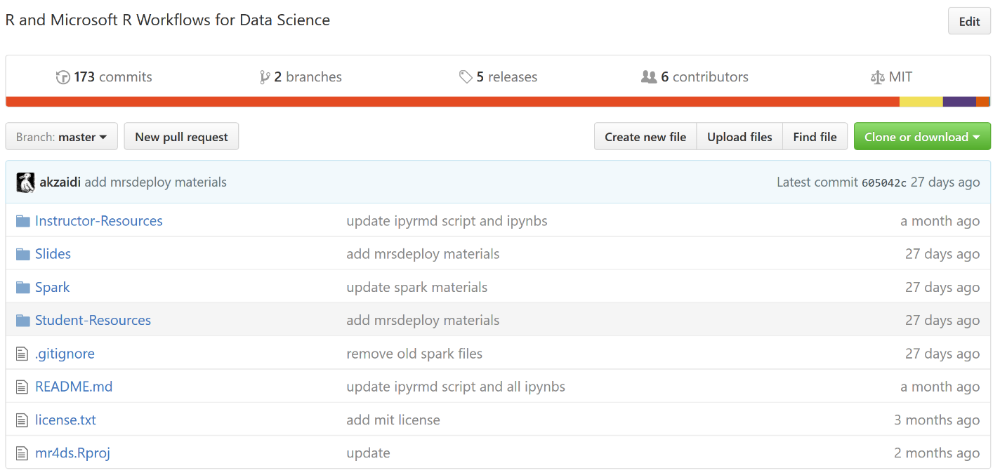 R and Microsoft R Workflows for Data Science Edit
173 commits 2 branches 5 releases 6 contributors MIT
Branch: master New pull request Create new file Upload files Find file Clone or download
akzaidi add mrsdeploy materials Latest commit 605042c 27 days ago
Instructor-Resources update ipyrmd script and ipynbs a month ago
Slides add mrsdeploy materials 27 days ago
Spark update spark materials 27 days ago
Student-Resources add mrsdeploy materials 27 days ago
.gitignore remove old spark files 27 days ago
README.md update ipyrmd script and all ipynbs a month ago
license.txt add mit license 3 months ago
mr4ds.Rproj update 2 months ago